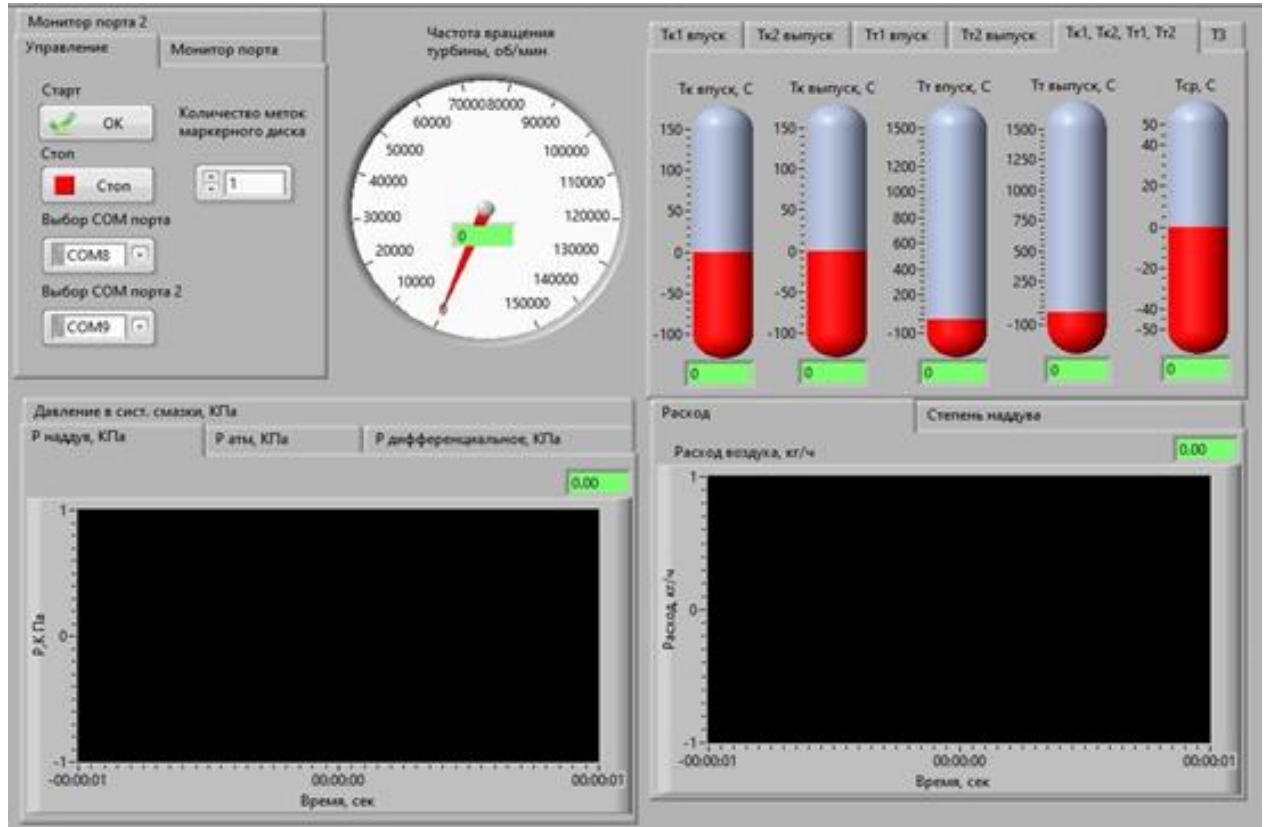 Монитор порта 2
Управление
Монитор порта
Старт
OK
Стоп
Стоп
Выбор COM порта
COM8
Выбор COM порта 2
COM9
Количество меток
маркерного диска
1
Частота вращения
турбины, об/мин
70000 80000
60000
90000
50000
100000
40000
110000
30000
120000
20000
130000
10000
140000
150000
0
Тк1 впуск
Тк2 выпуск
Тт1 впуск
Тт2 выпуск
Тк1, Тк2, Тт1, Тт2
Т3
Тк впуск, С
Тк выпуск, С
Тт впуск, С
Тт выпуск, С
Тср, С
150
100
50
0
-50
-100
0
150
100
50
0
-50
-100
0
1500
1200
1000
800
600
400
200
-100
0
1500
1250
1000
750
500
250
-100
0
50
40
20
0
-20
-40
-50
0
Давление в сист. смазки, КПа
Р наддув, КПа
Р атм, КПа
Р дифференциальное, КПа
0.00
1
0
-1
Р,К Па
-00:00:01
00:00:00
00:00:01
Время, сек
Расход
Степень наддува
Расход воздуха, кг/ч
0.00
1
0
-1
Расход, кг/ч
-00:00:01
00:00:00
00:00:01
Время, сек